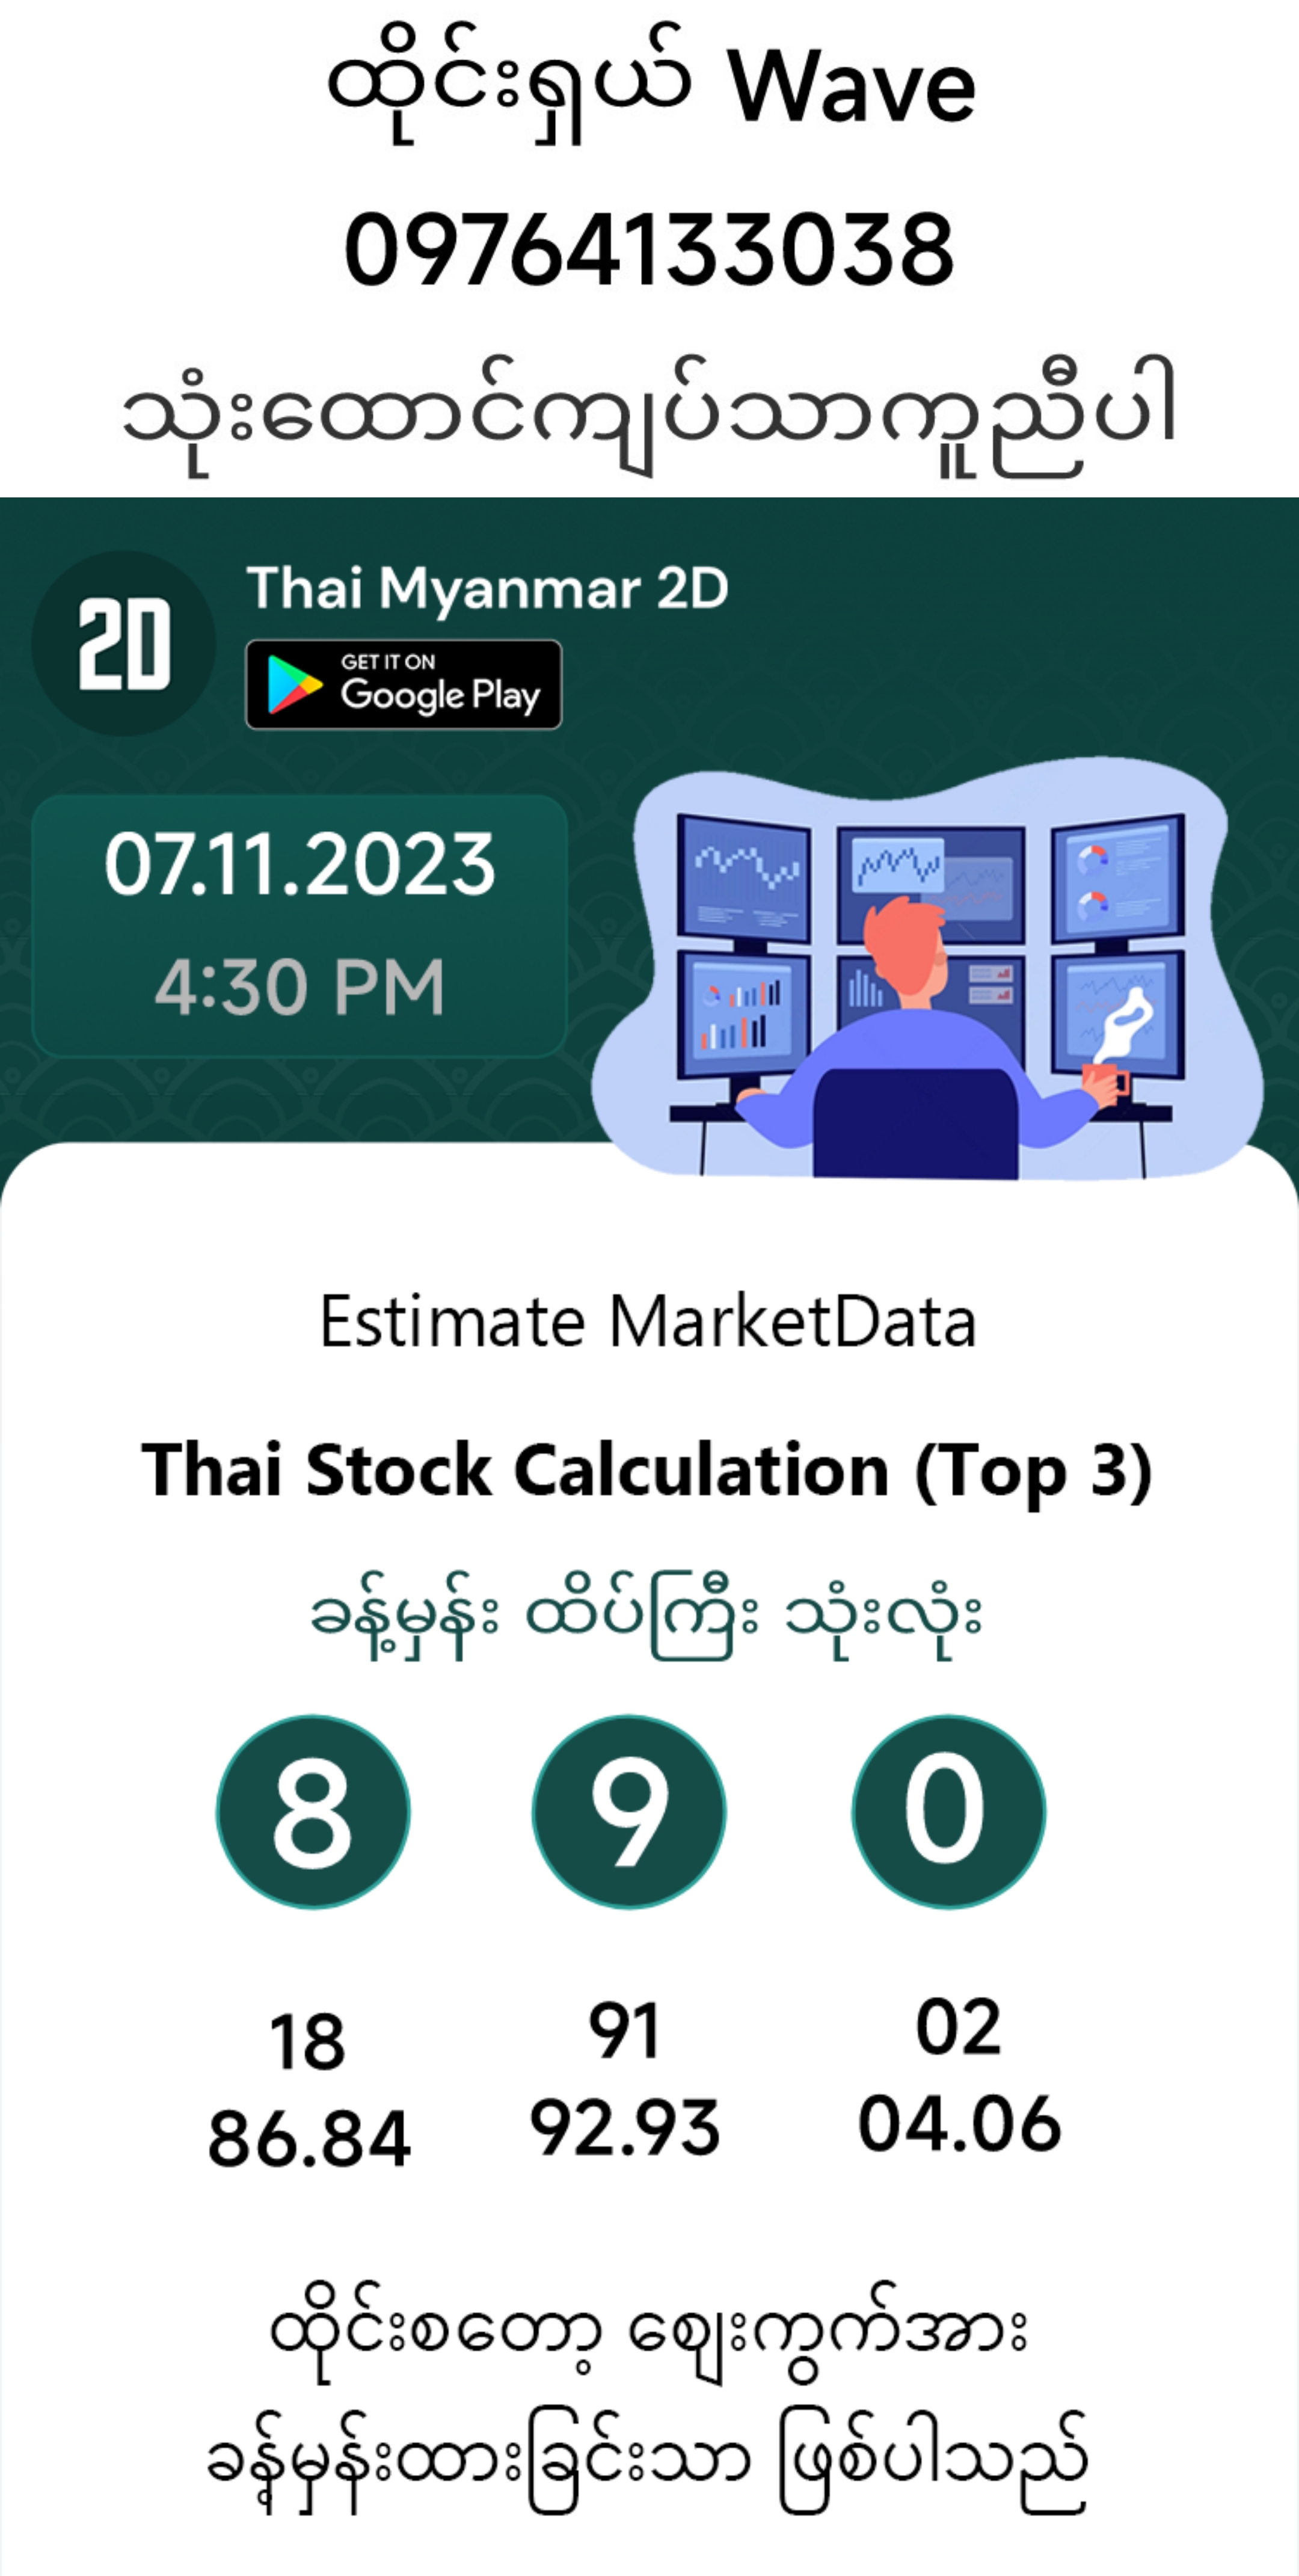 ထိုင်းရှယ် Wave
09764133038
သုံးထောင်ကျပ်သာကူညီပါ
2D
Thai Myanmar 2D
GET IT ON
Google Play
07.11.2023
4:30 PM
Estimate MarketData
Thai Stock Calculation (Top 3)
ခန့်မှန်း ထိပ်ကြီး သုံးလုံး
8 9 0
18 91 02
86.84 92.93 04.06
ထိုင်းစတော့ ဈေးကွက်အား
ခန့်မှန်းထားခြင်းသာ ဖြစ်ပါသည်